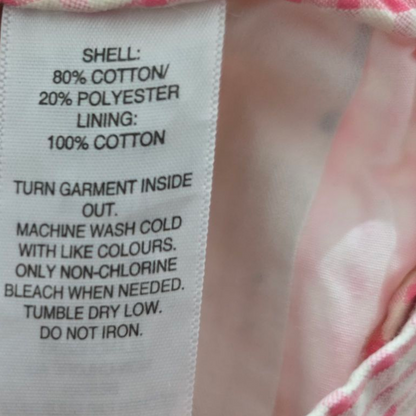 SHELL:
80% COTTON/
20% POLYESTER
LINING:
100% COTTON
TURN GARMENT INSIDE
OUT.
MACHINE WASH COLD
WITH LIKE COLOURS.
ONLY NON-CHLORINE
BLEACH WHEN NEEDED.
TUMBLE DRY LOW.
DO NOT IRON.